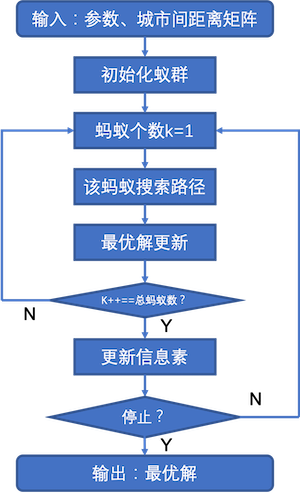 输入：参数、城市间距离矩阵
初始化蚁群
蚂蚁个数k=1
该蚂蚁搜索路径
最优解更新
K++==总蚂蚁数？
N
Y
更新信息素
N
停止？
Y
输出：最优解